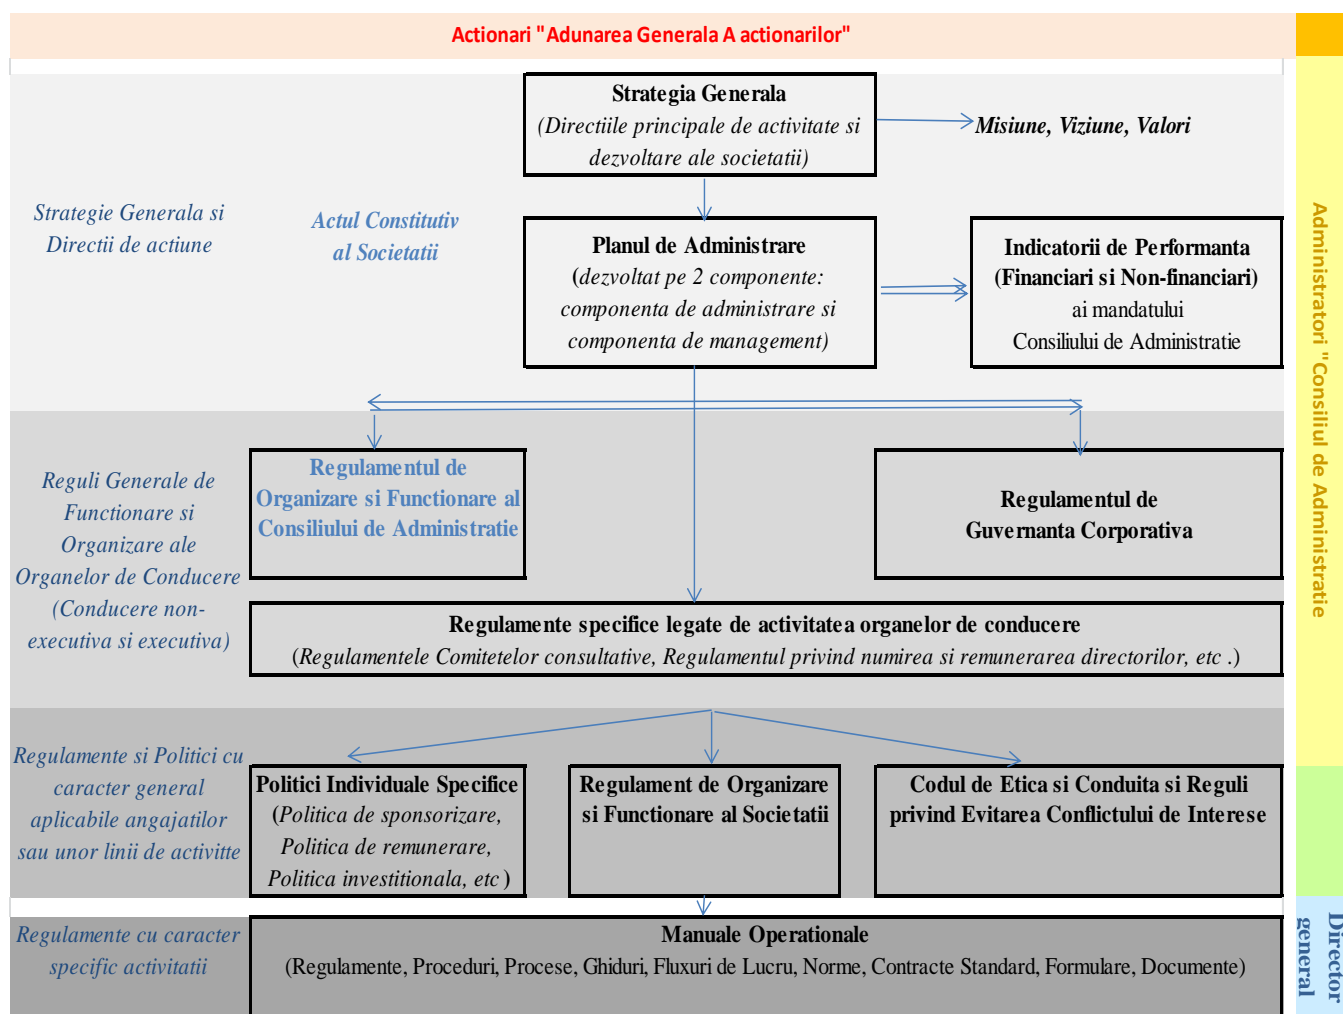 Actionari "Adunarea Generala A actionarilor"
Strategia Generala
(Directiile principale de activitate si
dezvoltare ale societatii)
Misiune, Viziune, Valori
Strategie Generala si
Directii de actiune
Actul Constitutiv
al Societatii
Planul de Administrare
(dezvoltat pe 2 componente:
componenta de administrare si
componenta de management)
Indicatorii de Performanta
(Financiari si Non-financiari)
ai mandatului
Consiliului de Administratie
Administratori "Consiliul de Administratie
Reguli Generale de
Functionare si
Organizare ale
Organelor de Conducere
(Conducere non-
executiva si executiva)
Regulamentul de
Organizare si Functionare al
Consiliului de Administratie
Regulamentul de
Guvernanta Corporativa
Regulamente specifice legate de activitatea organelor de conducere
(Regulamentele Comitetelor consultative, Regulamentul privind numirea si remunerarea directorilor, etc .)
Regulamente si Politici cu
caracter general
aplicabile angajatilor
sau unor linii de activitte
Politici Individuale Specifice
(Politica de sponsorizare,
Politica de remunerare,
Politica investitionala, etc )
Regulament de Organizare
si Functionare al Societatii
Codul de Etica si Conduita si Reguli
privind Evitarea Conflictului de Interese
Regulamente cu caracter
specific activitatii
Manuale Operationale
(Regulamente, Proceduri, Procese, Ghiduri, Fluxuri de Lucru, Norme, Contracte Standard, Formulare, Documente)
Director
general